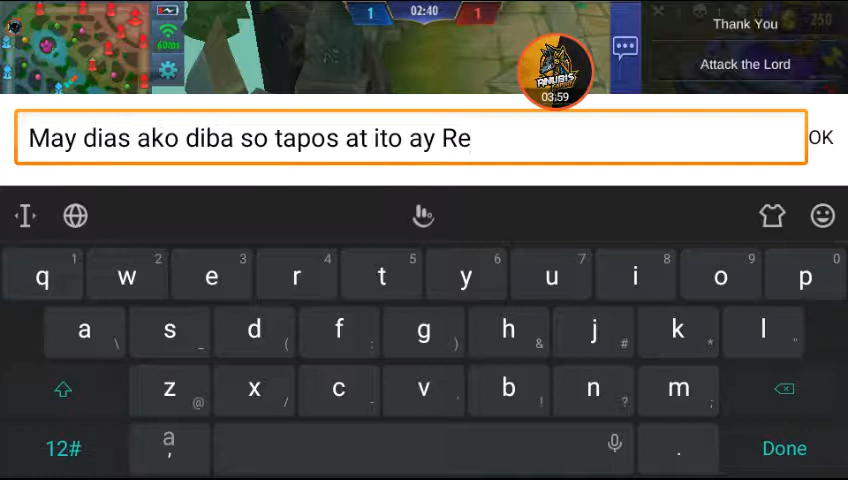 1
02:40
1
60ms
Thank You
250
Attack the Lord
ANUBIS
03:59
May dias ako diba so tapos at ito ay Re
OK
q 1 w 2 e 3 r 4 t 5 y 6 u 7 i 8 o 9 p 0
a \ s _ d ( f : g ) h & j # k * l "
z @ x / c - v ' b ! n ? m ;
12# a , . Done